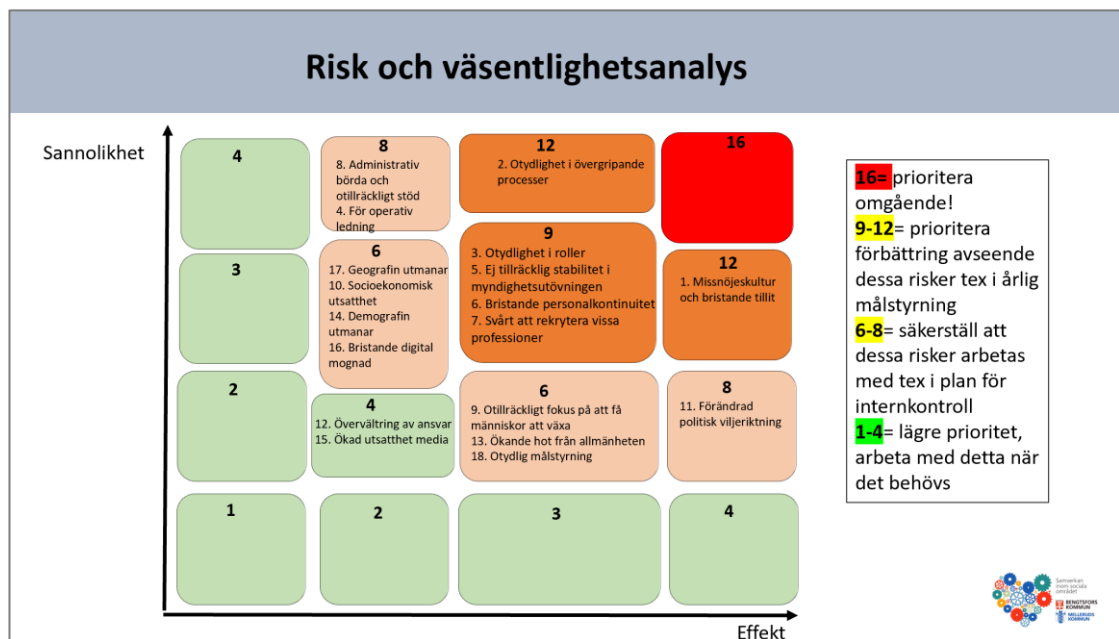 Risk och väsentlighetsanalys
Sannolikhet
4
8
8. Administrativ
börda och
otillräckligt stöd
4. För operativ
ledning
12
2. Otydlighet i övergripande
processer
16
3
6
17. Geografin utmanar
10. Socioekonomisk
utsatthet
14. Demografin
utmanar
16. Bristande digital
mognad
9
3. Otydlighet i roller
5. Ej tillräcklig stabilitet i
myndighetsutövningen
6. Bristande personalkontinuitet
7. Svårt att rekrytera vissa
professioner
12
1. Missnöjeskultur
och bristande tillit
2
4
12. Övervältring av ansvar
15. Ökad utsatthet media
6
9. Otillräckligt fokus på att få
människor att växa
13. Ökande hot från allmänheten
18. Otydlig målstyrning
8
11. Förändrad
politisk viljeriktning
1
2
3
4
Effekt
16= prioritera
omgående!
9-12= prioritera
förbättring avseende
dessa risker tex i årlig
målstyrning
6-8= säkerställ att
dessa risker arbetas
med tex i plan för
internkontroll
1-4= lägre prioritet,
arbeta med detta när
det behövs
Samverkan
inom sociala
området
BENGTSFORS
KOMMUN
MELLERUDS
KOMMUN